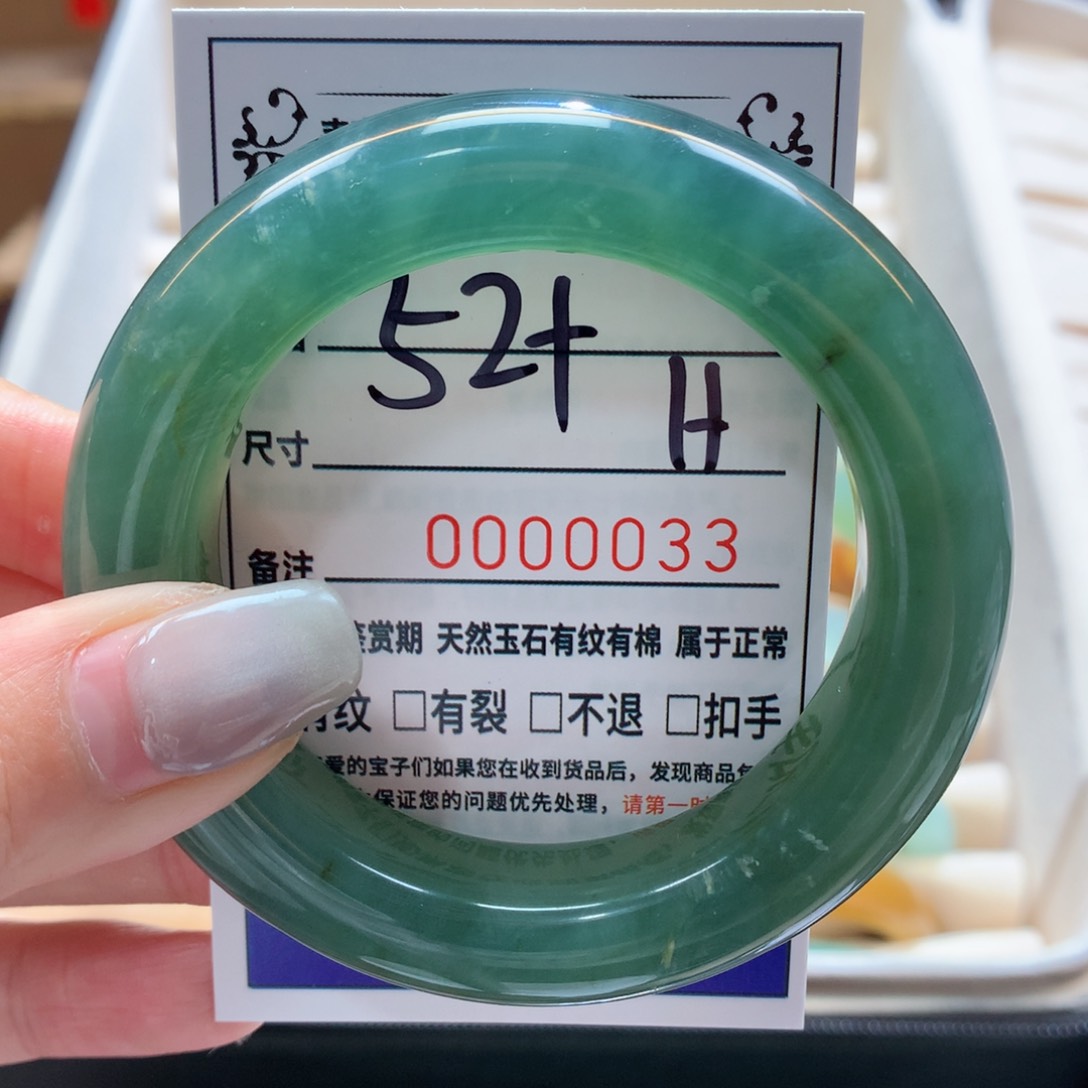 52+
H
尺寸
0000033
备注
赏期 天然玉石有纹有棉 属于正常
纹 □有裂 □不退 □扣手
爱的宝子们如果您在收到货品后，发现商品
保证您的问题优先处理，请第一时